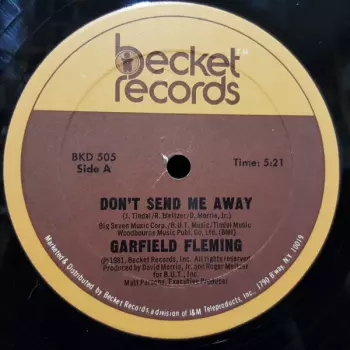 becket
records
TM
BKD 505
Side A
Time: 5:21
DON'T SEND ME AWAY
(I. Tindal/R. Meltzer/D. Morris, Jr.)
Big Seven Music Corp./B.U.T. Music/Tindal Music
Woodbourne Music Publ. Co. Ltd. (BMI)
GARFIELD FLEMING
℗1981, Becket Records, Inc. All Rights Reserved
Produced by David Morris, Jr. and Roger Meltzer
for B.U.T., Inc.
Matt Parsons, Executive Producer
Marketed & Distributed by Becket Records, a division of I&M Teleproducts, Inc., 1790 B'way, N.Y. 10019